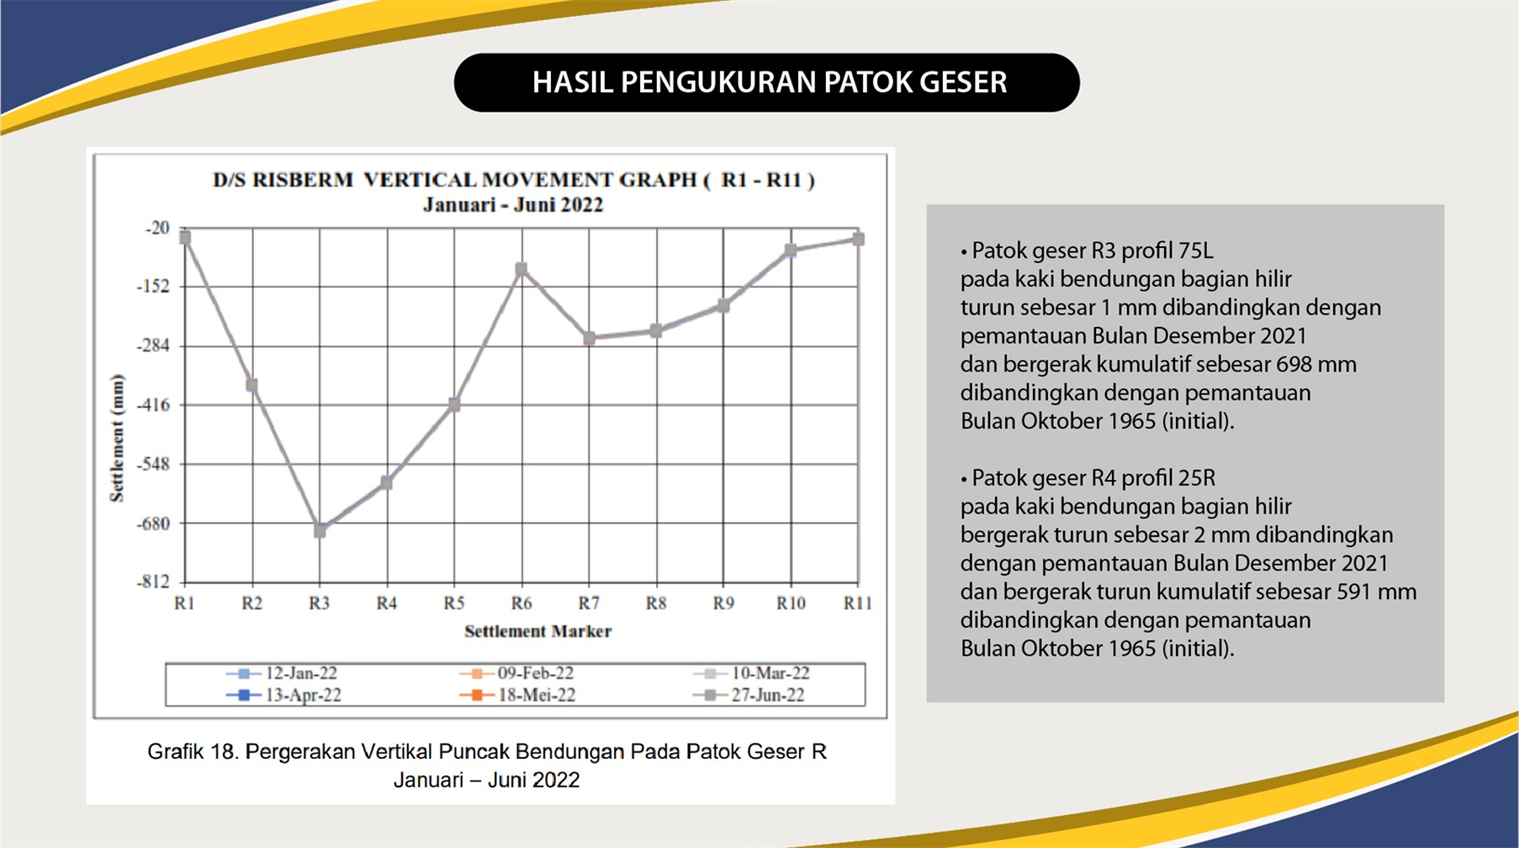 HASIL PENGUKURAN PATOK GESER
D/S RISBERM VERTICAL MOVEMENT GRAPH ( R1 - R11 )
Januari - Juni 2022
-20
-152
-284
-416
-548
-680
-812
Settlement (mm)
R1 R2 R3 R4 R5 R6 R7 R8 R9 R10 R11
Settlement Marker
12-Jan-22 09-Feb-22 10-Mar-22
13-Apr-22 18-Mei-22 27-Jun-22
Grafik 18. Pergerakan Vertikal Puncak Bendungan Pada Patok Geser R
Januari – Juni 2022
• Patok geser R3 profil 75L
pada kaki bendungan bagian hilir
turun sebesar 1 mm dibandingkan dengan
pemantauan Bulan Desember 2021
dan bergerak kumulatif sebesar 698 mm
dibandingkan dengan pemantauan
Bulan Oktober 1965 (initial).
• Patok geser R4 profil 25R
pada kaki bendungan bagian hilir
bergerak turun sebesar 2 mm dibandingkan
dengan pemantauan Bulan Desember 2021
dan bergerak turun kumulatif sebesar 591 mm
dibandingkan dengan pemantauan
Bulan Oktober 1965 (initial).